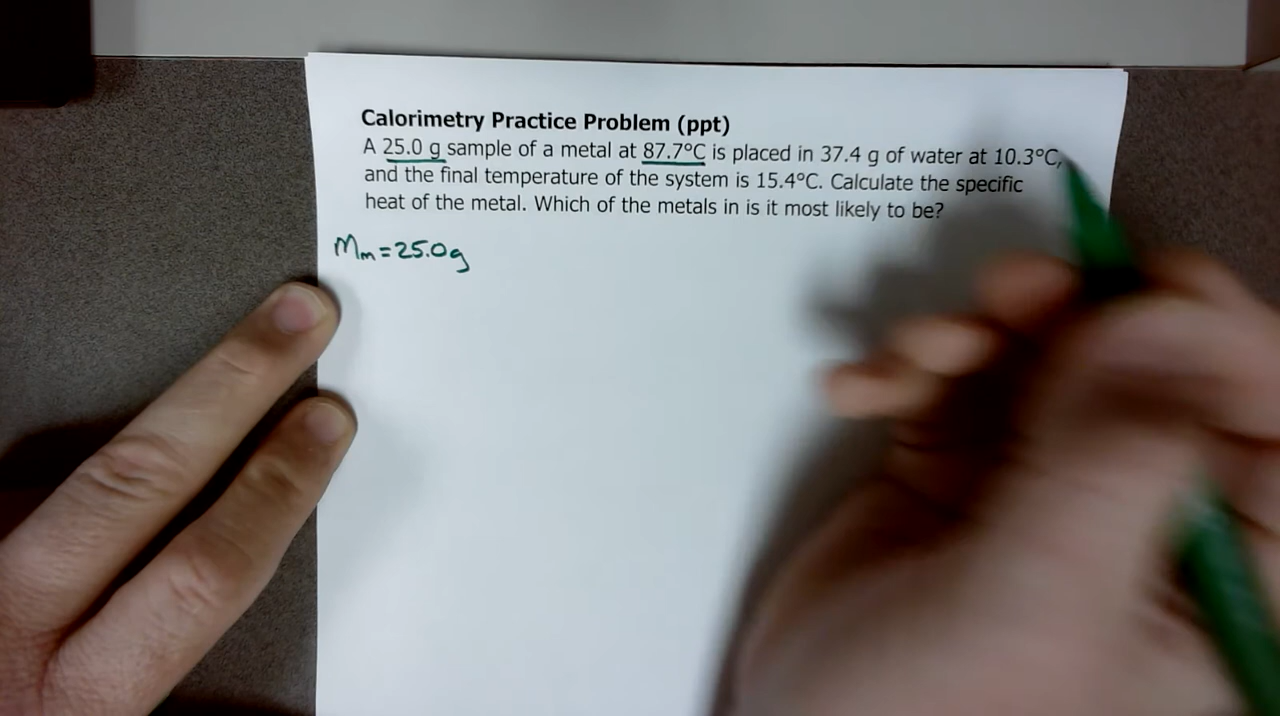 Calorimetry Practice Problem (ppt)
A 25.0 g sample of a metal at 87.7°C is placed in 37.4 g of water at 10.3°C,
and the final temperature of the system is 15.4°C. Calculate the specific
heat of the metal. Which of the metals in is it most likely to be?
Mm=25.0g